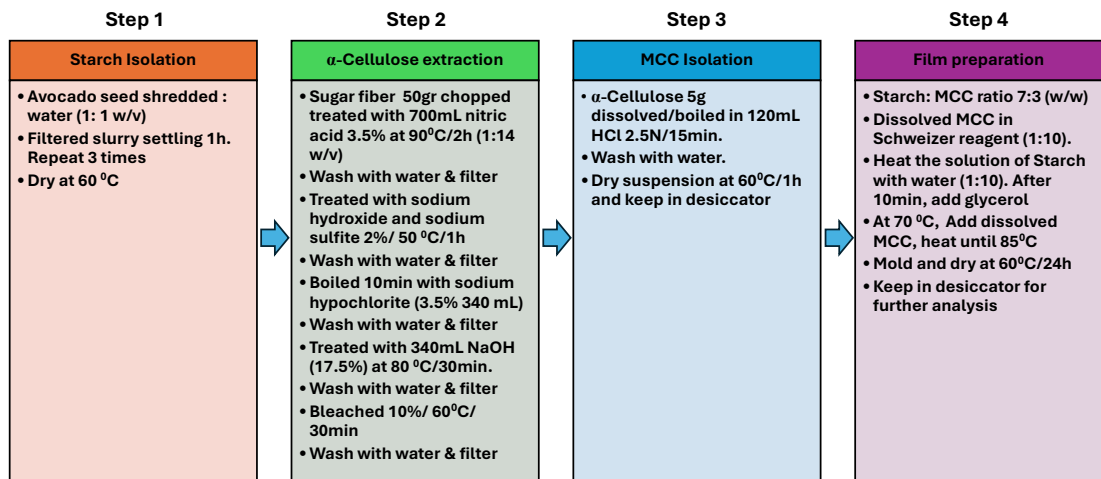 Step 1
Starch Isolation
• Avocado seed shredded :
water (1: 1 w/v)
• Filtered slurry settling 1h.
Repeat 3 times
• Dry at 60 ⁰C
Step 2
α-Cellulose extraction
• Sugar fiber 50gr chopped
treated with 700mL nitric
acid 3.5% at 90⁰C/2h (1:14
w/v)
• Wash with water & filter
• Treated with sodium
hydroxide and sodium
sulfite 2%/ 50 ⁰C/1h
• Wash with water & filter
• Boiled 10min with sodium
hypochlorite (3.5% 340 mL)
• Wash with water & filter
• Treated with 340mL NaOH
(17.5%) at 80 ⁰C/30min.
• Wash with water & filter
• Bleached 10%/ 60⁰C/
30min
• Wash with water & filter
Step 3
MCC Isolation
• α-Cellulose 5g
dissolved/boiled in 120mL
HCl 2.5N/15min.
• Wash with water.
• Dry suspension at 60⁰C/1h
and keep in desiccator
Step 4
Film preparation
• Starch: MCC ratio 7:3 (w/w)
• Dissolved MCC in
Schweizer reagent (1:10).
• Heat the solution of Starch
with water (1:10). After
10min, add glycerol
• At 70 ⁰C, Add dissolved
MCC, heat until 85⁰C
• Mold and dry at 60⁰C/24h
• Keep in desiccator for
further analysis